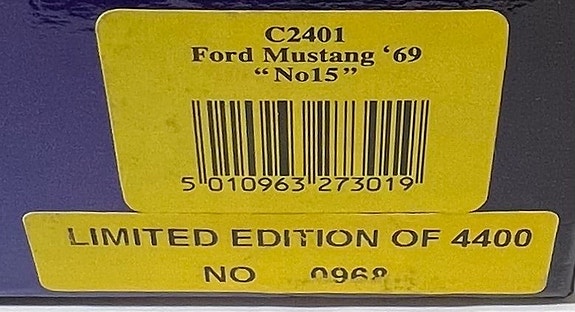 C2401
Ford Mustang ‘69
“No15”
5 010963 273019
LIMITED EDITION OF 4400
NO 0968